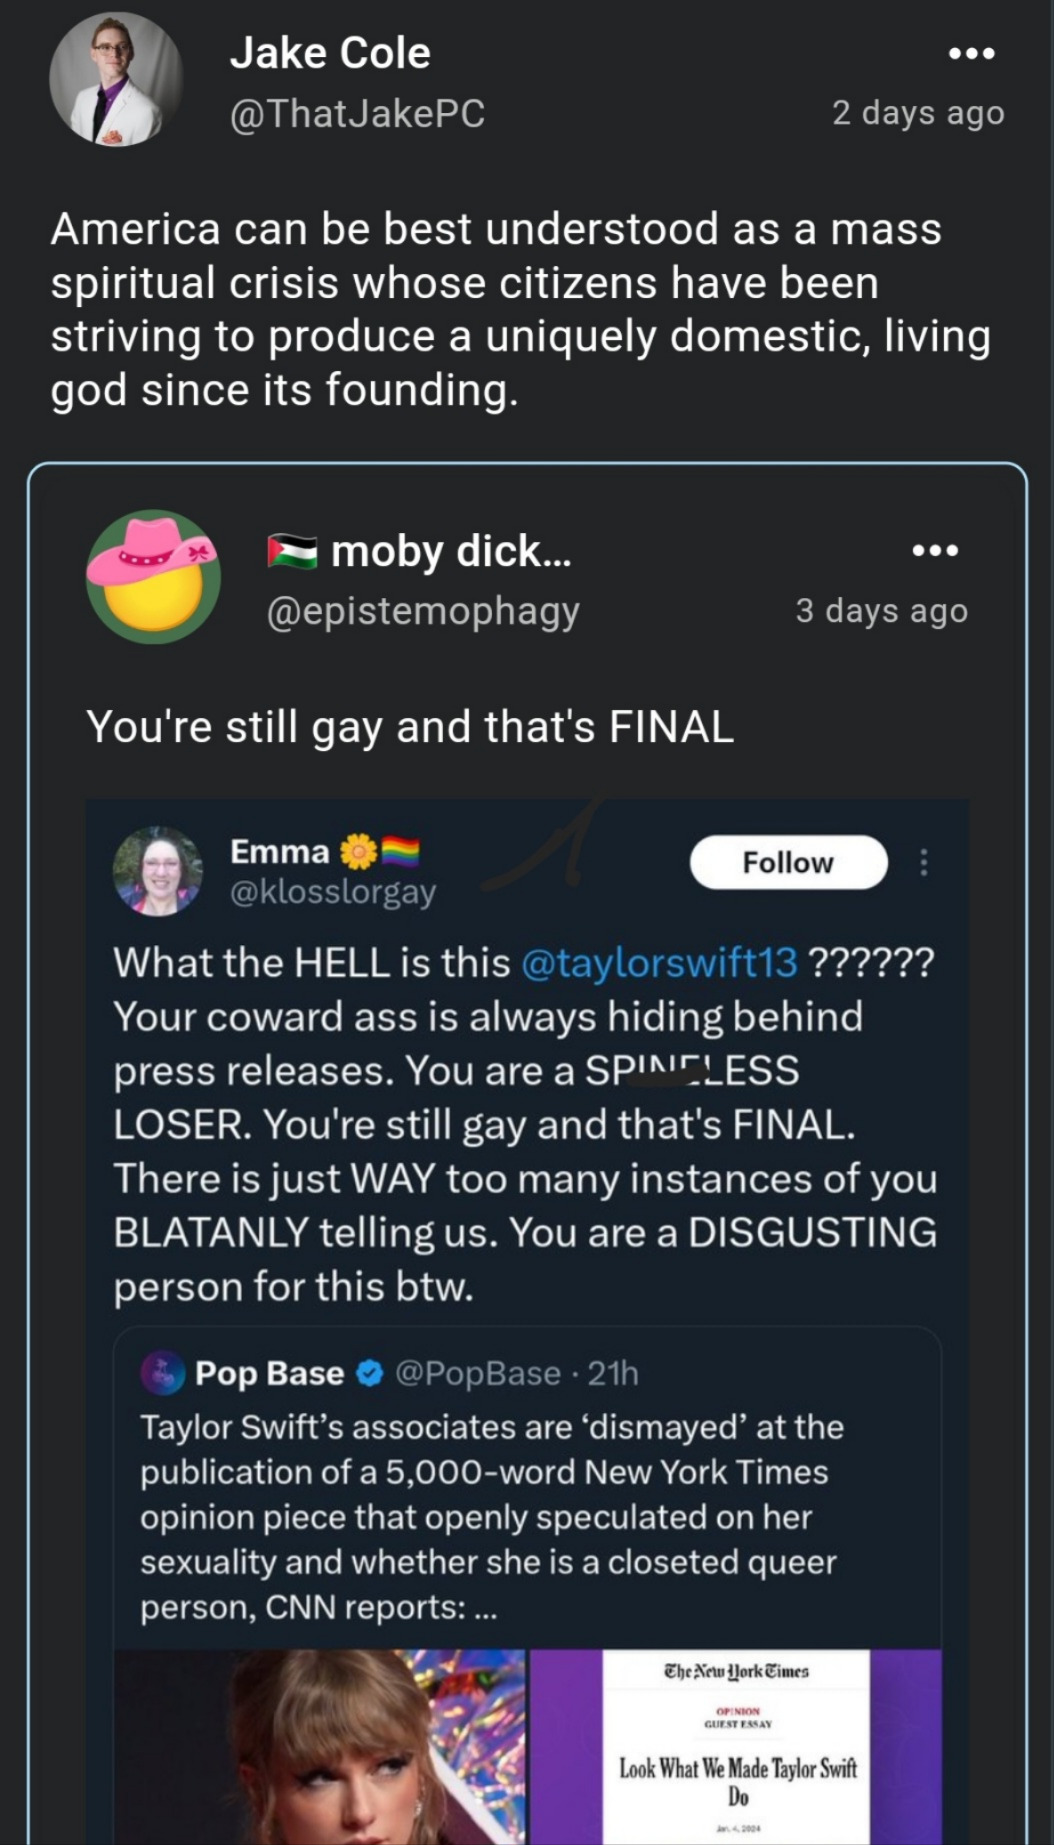 Jake Cole
@ThatJakePC
2 days ago
America can be best understood as a mass
spiritual crisis whose citizens have been
striving to produce a uniquely domestic, living
god since its founding.
moby dick...
@epistemophagy
3 days ago
You're still gay and that's FINAL
Emma
@klosslorgay
Follow
What the HELL is this @taylorswift13 ??????
Your coward ass is always hiding behind
press releases. You are a SPINELESS
LOSER. You're still gay and that's FINAL.
There is just WAY too many instances of you
BLATANLY telling us. You are a DISGUSTING
person for this btw.
Pop Base @PopBase · 21h
Taylor Swift’s associates are ‘dismayed’ at the
publication of a 5,000-word New York Times
opinion piece that openly speculated on her
sexuality and whether she is a closeted queer
person, CNN reports: ...
The New York Times
OPINION
GUEST ESSAY
Look What We Made Taylor Swift
Do
Jan. 4, 2024